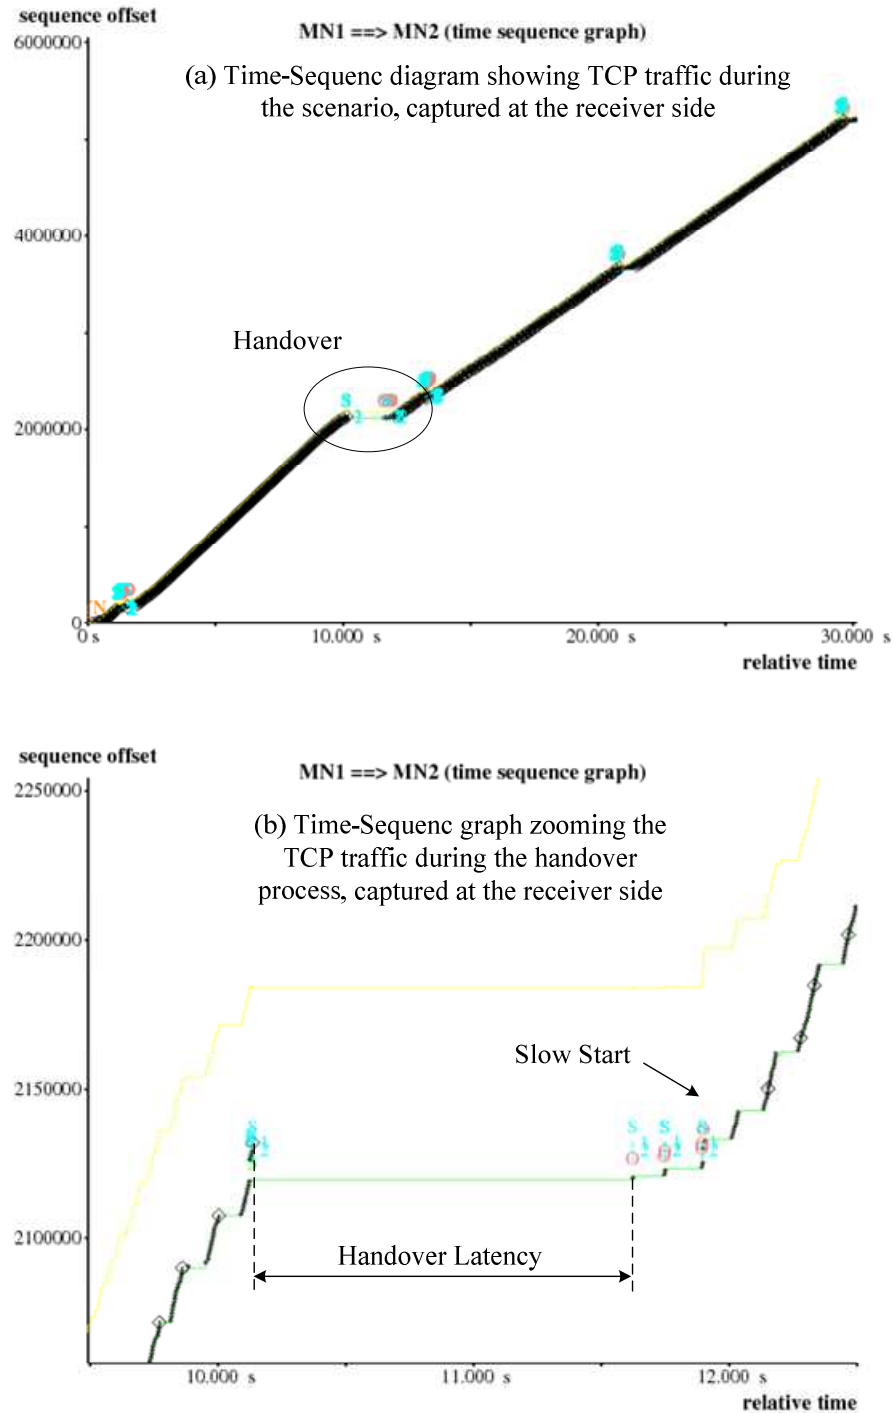 sequence offset
MN1 ==> MN2 (time sequence graph)
6000000
(a) Time-Sequenc diagram showing TCP traffic during
the scenario, captured at the receiver side
S
4000000
S
Handover
S
2000000
N
0
0 s
10.000 s
20.000 s
30.000 s
relative time
sequence offset
MN1 ==> MN2 (time sequence graph)
2250000
(b) Time-Sequenc graph zooming the
TCP traffic during the handover
process, captured at the receiver side
2200000
Slow Start
2150000
S S S S
O
2100000
Handover Latency
10.000 s
11.000 s
12.000 s
relative time